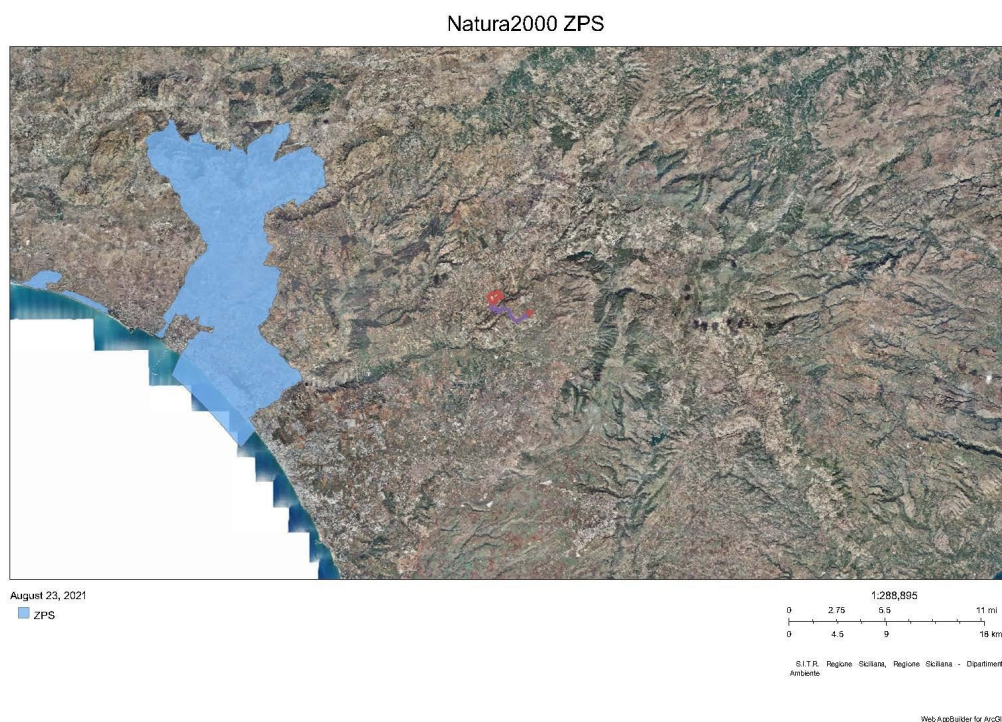 Natura2000 ZPS
August 23, 2021
ZPS
1:288,895
0 2.75 5.5 11 mi
0 4.5 9 18 km
S.I.T.R. Regione Siciliana, Regione Siciliana - Dipartimen
Ambiente
Web AppBuilder for ArcGI